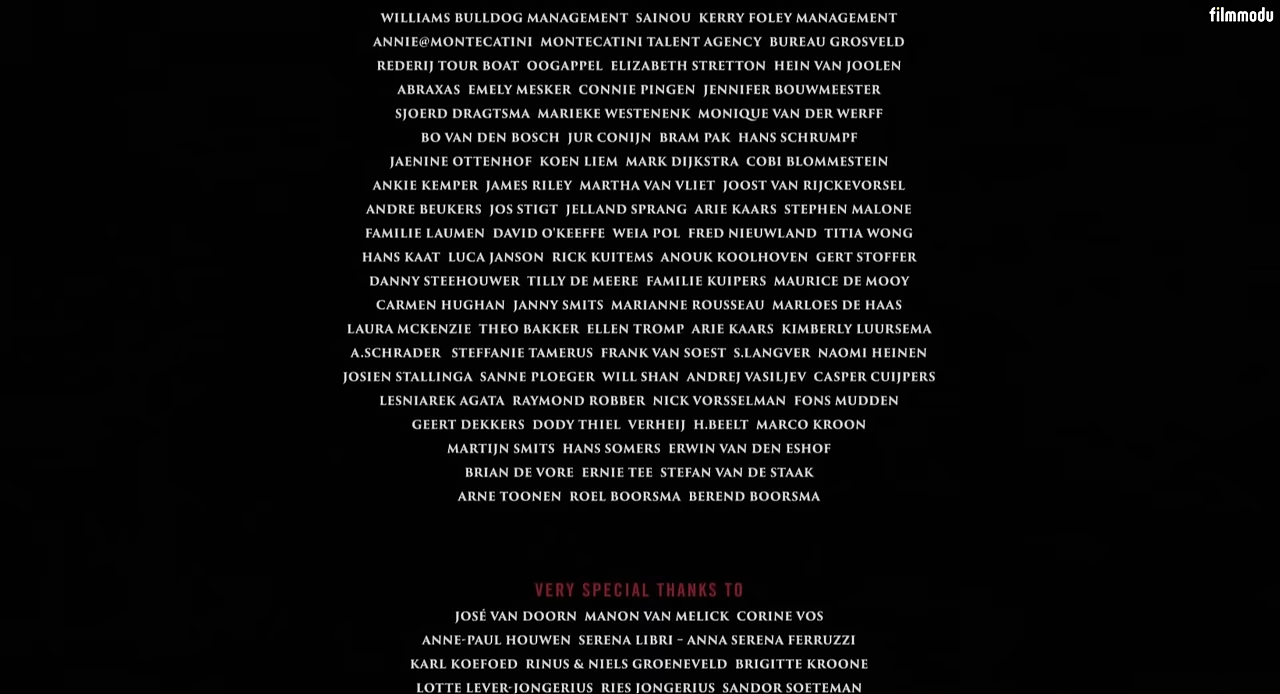 filmmodu
WILLIAMS BULLDOG MANAGEMENT SAINOU KERRY FOLEY MANAGEMENT
ANNIE@MONTECATINI MONTECATINI TALENT AGENCY BUREAU GROSVELD
REDERIJ TOUR BOAT OOGAPPEL ELIZABETH STRETTON HEIN VAN JOOLEN
ABRAXAS EMELY MESKER CONNIE PINGEN JENNIFER BOUWMEESTER
SJOERD DRAGTSMA MARIEKE WESTENENK MONIQUE VAN DER WERFF
BO VAN DEN BOSCH JUR CONIJN BRAM PAK HANS SCHRUMPF
JAENINE OTTENHOF KOEN LIEM MARK DIJKSTRA COBI BLOMMESTEIN
ANKIE KEMPER JAMES RILEY MARTHA VAN VLIET JOOST VAN RIJCKEVORSEL
ANDRE BEUKERS JOS STIGT JELLAND SPRANG ARIE KAARS STEPHEN MALONE
FAMILIE LAUMEN DAVID O'KEEFFE WEIA POL FRED NIEUWLAND TITIA WONG
HANS KAAT LUCA JANSON RICK KUITEMS ANOUK KOOLHOVEN GERT STOFFER
DANNY STEEHOUWER TILLY DE MEERE FAMILIE KUIPERS MAURICE DE MOOY
CARMEN HUGHAN JANNY SMITS MARIANNE ROUSSEAU MARLOES DE HAAS
LAURA MCKENZIE THEO BAKKER ELLEN TROMP ARIE KAARS KIMBERLY LUURSEMA
A.SCHRADER STEFFANIE TAMERUS FRANK VAN SOEST S.LANGVER NAOMI HEINEN
JOSIEN STALLINGA SANNE PLOEGER WILL SHAN ANDREJ VASILJEV CASPER CUIJPERS
LESNIAREK AGATA RAYMOND ROBBER NICK VORSSELMAN FONS MUDDEN
GEERT DEKKERS DODY THIEL VERHEIJ H.BEELT MARCO KROON
MARTIJN SMITS HANS SOMERS ERWIN VAN DEN ESHOF
BRIAN DE VORE ERNIE TEE STEFAN VAN DE STAAK
ARNE TOONEN ROEL BOORSMA BEREND BOORSMA
VERY SPECIAL THANKS TO
JOSÉ VAN DOORN MANON VAN MELICK CORINE VOS
ANNE-PAUL HOUWEN SERENA LIBRI – ANNA SERENA FERRUZZI
KARL KOEFOED RINUS & NIELS GROENEVELD BRIGITTE KROONE
LOTTE LEVER-JONGERIUS RIES JONGERIUS SANDOR SOETEMAN